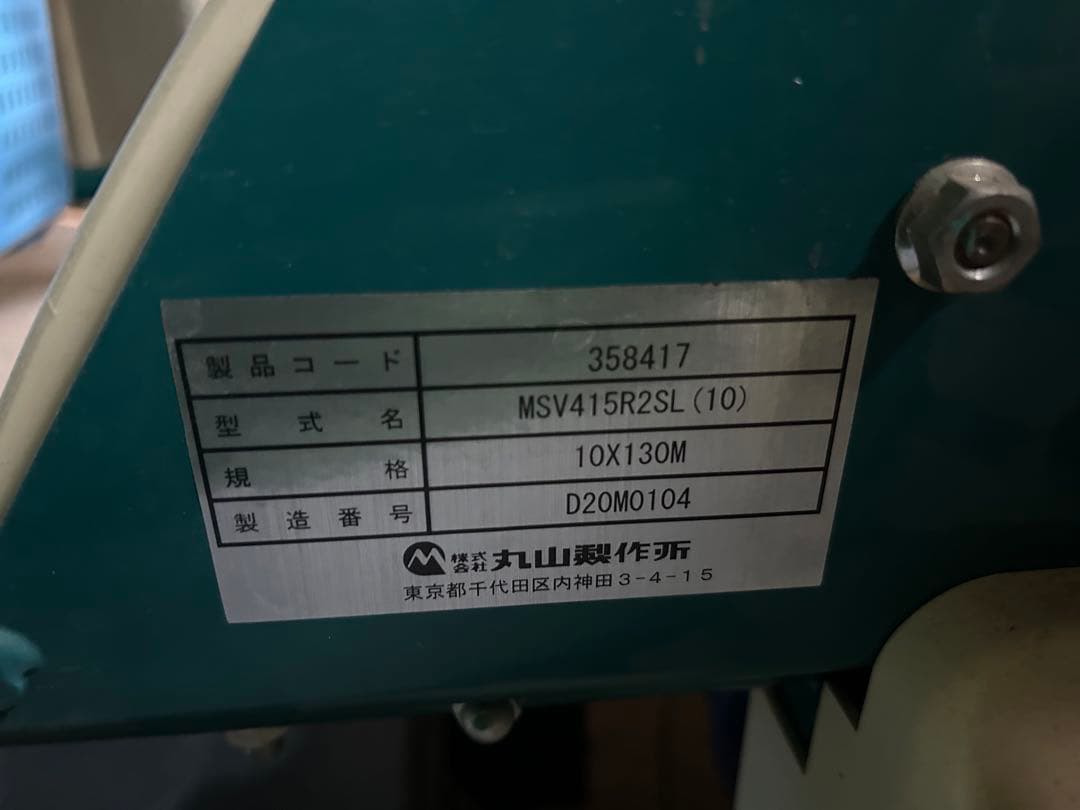 製品コード 358417
型式名 MSV415R2SL(10)
規格 10X130M
製造番号 D20M0104
株式会社 丸山製作所
東京都千代田区内神田3-4-15